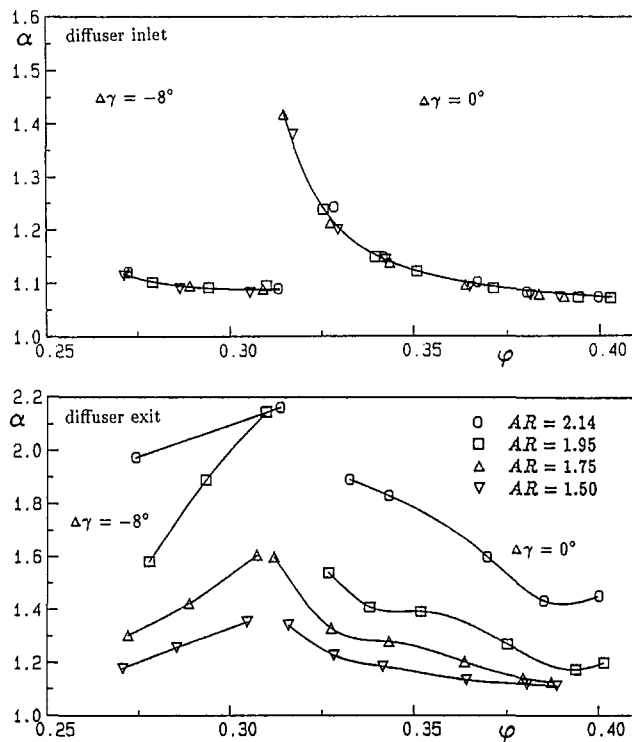 1.6
α
diffuser inlet
1.5
Δγ = −8°
Δγ = 0°
1.4
1.3
1.2
1.1
1.0
0.25
0.30
0.35
φ
0.40
2.2
α
diffuser exit
2.0
AR = 2.14
AR = 1.95
AR = 1.75
AR = 1.50
1.8
Δγ = −8°
Δγ = 0°
1.6
1.4
1.2
1.0
0.25
0.30
0.35
φ
0.40